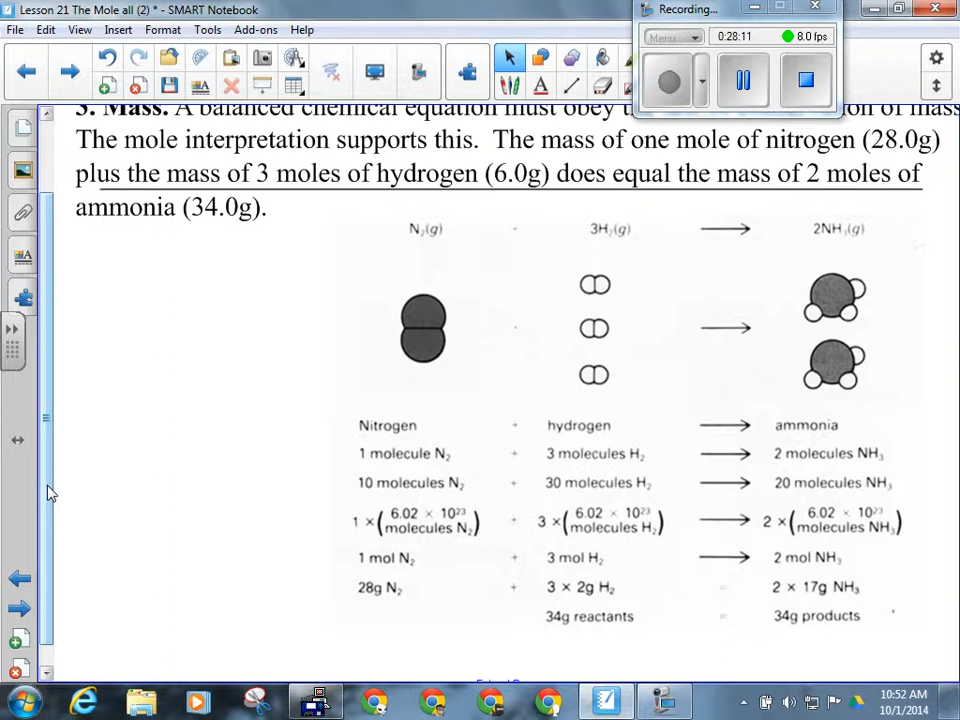 Lesson 21 The Mole all (2) * - SMART Notebook
Recording...
File Edit View Insert Format Tools Add-ons Help
Menu 0:28:11 8.0 fps
3. Mass. A balanced chemical equation must obey of mass
The mole interpretation supports this. The mass of one mole of nitrogen (28.0g)
plus the mass of 3 moles of hydrogen (6.0g) does equal the mass of 2 moles of
ammonia (34.0g).
N₂(g) 3H₂(g) → 2NH₃(g)
→
Nitrogen + hydrogen → ammonia
1 molecule N₂ + 3 molecules H₂ → 2 molecules NH₃
10 molecules N₂ + 30 molecules H₂ → 20 molecules NH₃
1 × (6.02 × 10²³ molecules N₂) + 3 × (6.02 × 10²³ molecules H₂) → 2 × (6.02 × 10²³ molecules NH₃)
1 mol N₂ + 3 mol H₂ → 2 mol NH₃
28g N₂ + 3 × 2g H₂ = 2 × 17g NH₃
34g reactants = 34g products
10:52 AM
10/1/2014